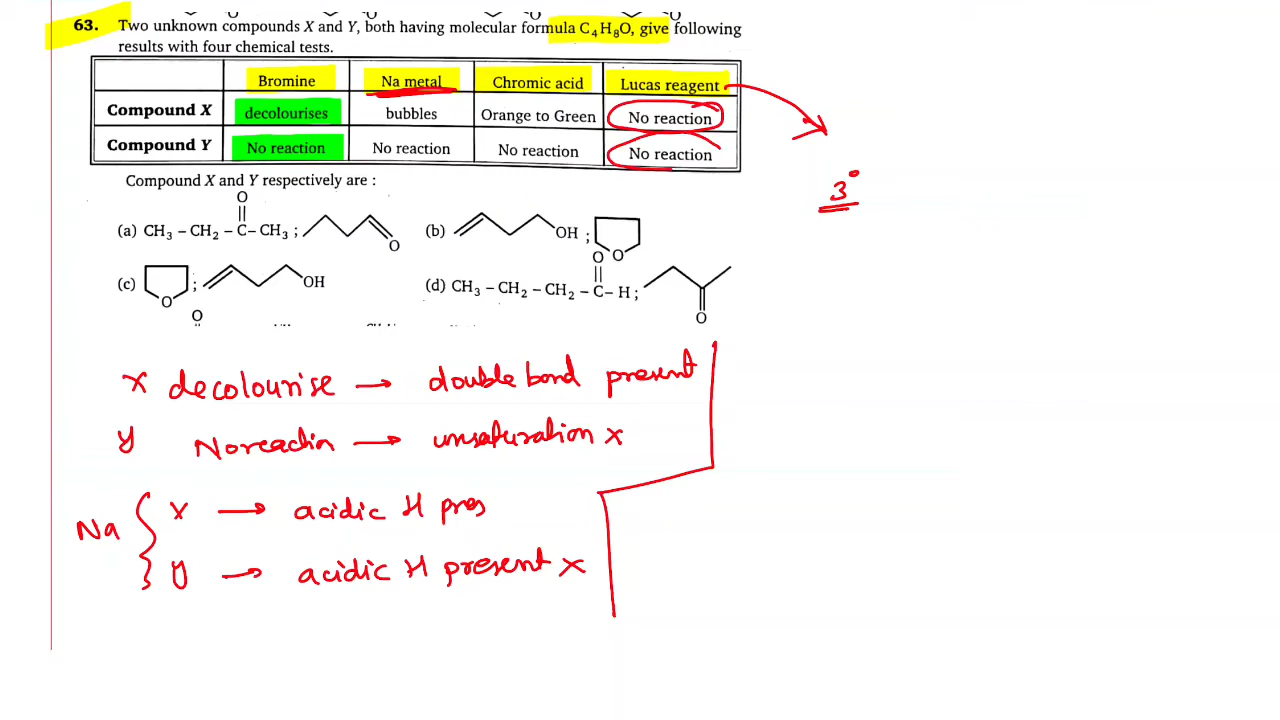 63. Two unknown compounds X and Y, both having molecular formula C₄H₈O, give following
results with four chemical tests.
Bromine Na metal Chromic acid Lucas reagent
Compound X decolourises bubbles Orange to Green No reaction
Compound Y No reaction No reaction No reaction No reaction
3°
Compound X and Y respectively are :
(a) CH₃ – CH₂ – C(=O) – CH₃ ; O (b) OH ; O
(c) O ; OH (d) CH₃ – CH₂ – CH₂ – C(=O) – H ; O
O
X decolourise → double bond present
Y Noreactin → unsaturation x
Na { X → acidic H pres
Y → acidic H present x